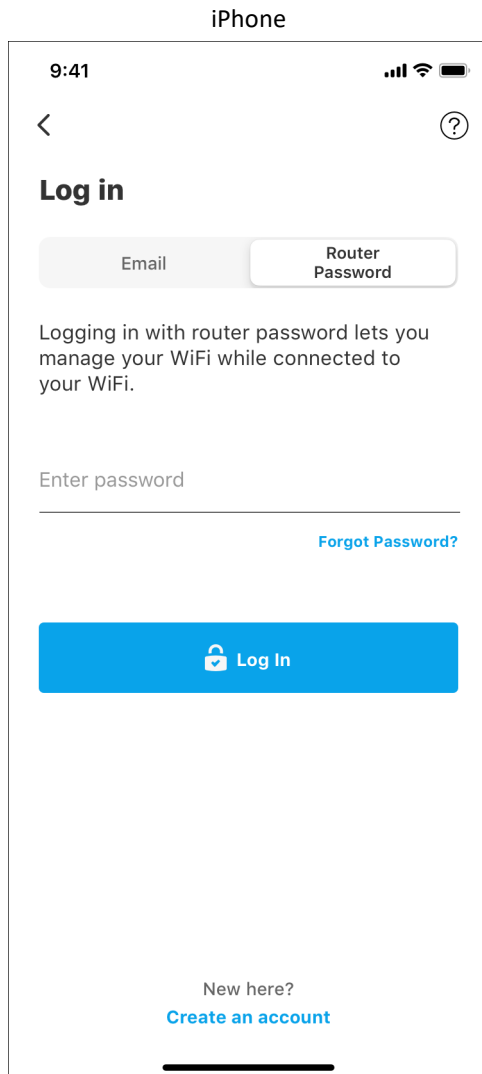 iPhone
9:41
Log in
Email
Router
Password
Logging in with router password lets you
manage your WiFi while connected to
your WiFi.
Enter password
Forgot Password?
Log In
New here?
Create an account